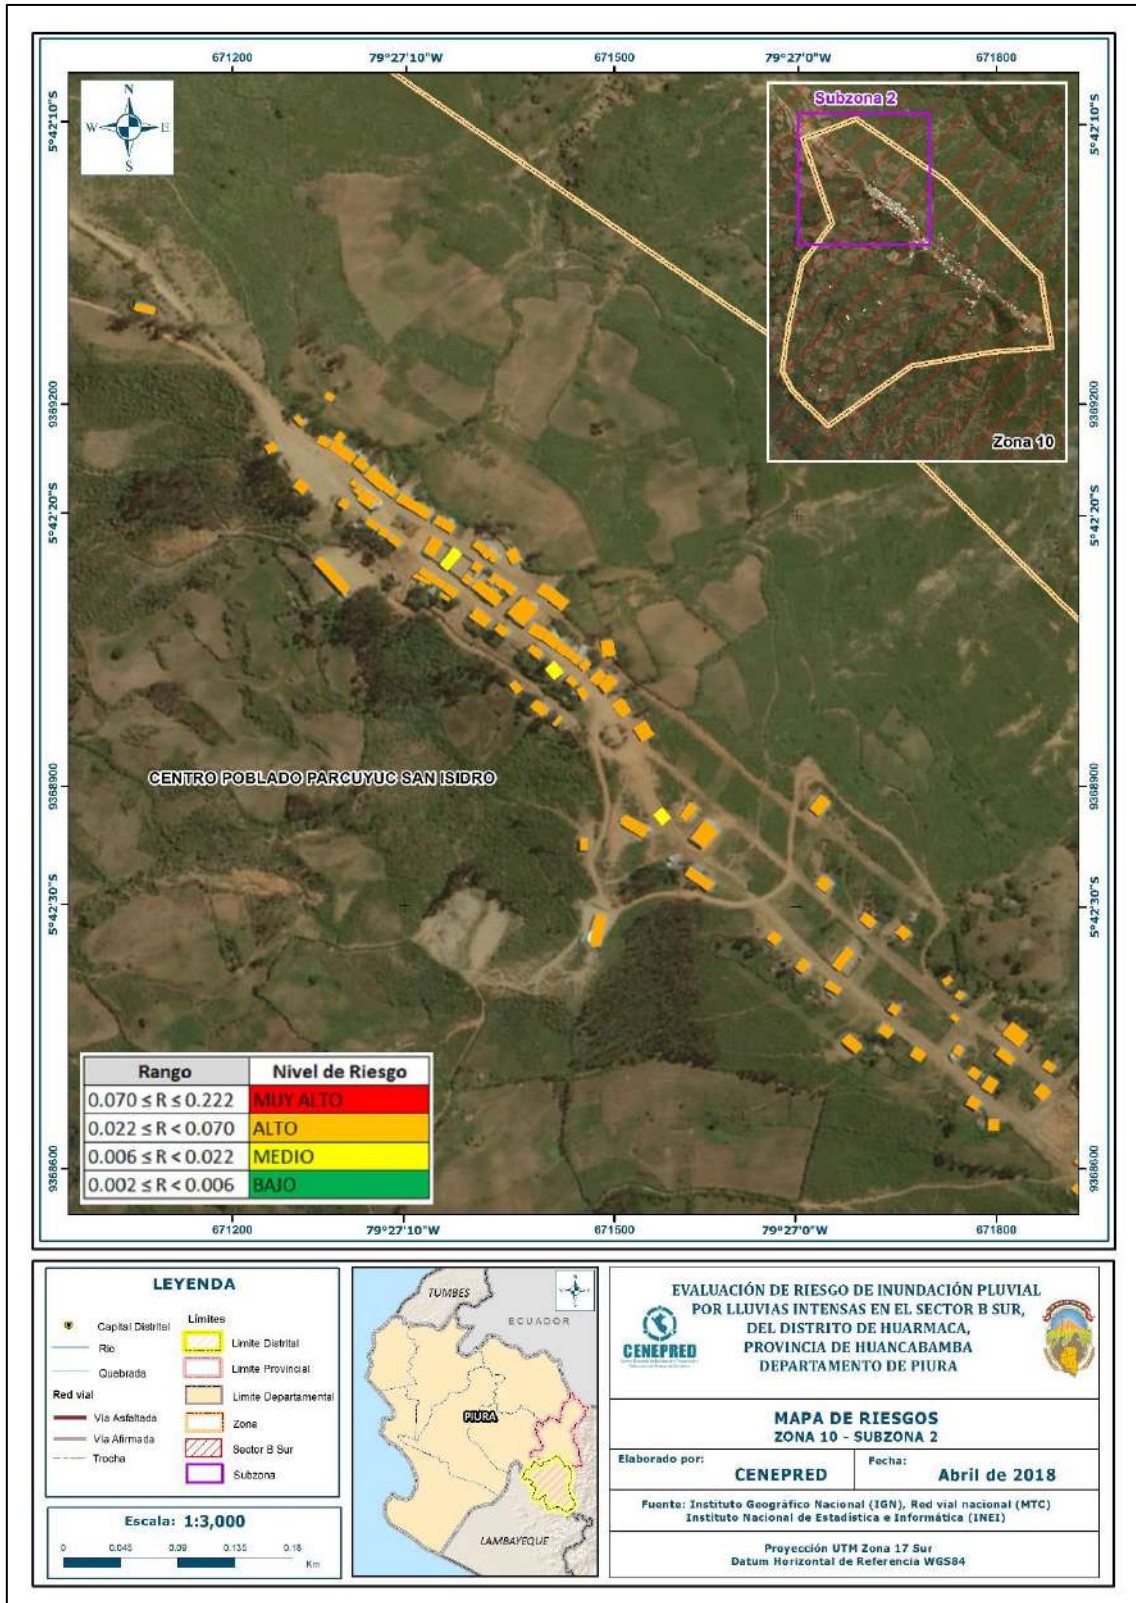 671200
79°27'10"W
671500
79°27'0"W
671800
N
W
E
S
5°42'10"S
5°42'10"S
Subzona 2
Zona 10
9369200
9369200
5°42'20"S
5°42'20"S
CENTRO POBLADO PARCUYUC SAN ISIDRO
9368900
9368900
5°42'30"S
5°42'30"S
9368600
9368600
Rango Nivel de Riesgo
0.070 ≤ R ≤ 0.222 MUY ALTO
0.022 ≤ R < 0.070 ALTO
0.006 ≤ R < 0.022 MEDIO
0.002 ≤ R < 0.006 BAJO
671200
79°27'10"W
671500
79°27'0"W
671800
LEYENDA
Capital Distrital
Río
Quebrada
Red vial
Vía Asfaltada
Vía Afirmada
Trocha
Límites
Limite Distrital
Limite Provincial
Limite Departamental
Zona
Sector B Sur
Subzona
Escala: 1:3,000
0 0.045 0.09 0.135 0.18
Km
TUMBES
ECUADOR
PIURA
LAMBAYEQUE
CENEPRED
EVALUACIÓN DE RIESGO DE INUNDACIÓN PLUVIAL
POR LLUVIAS INTENSAS EN EL SECTOR B SUR,
DEL DISTRITO DE HUARMACA,
PROVINCIA DE HUANCABAMBA
DEPARTAMENTO DE PIURA
MAPA DE RIESGOS
ZONA 10 - SUBZONA 2
Elaborado por:
CENEPRED
Fecha:
Abril de 2018
Fuente: Instituto Geográfico Nacional (IGN), Red vial nacional (MTC)
Instituto Nacional de Estadística e Informática (INEI)
Proyección UTM Zona 17 Sur
Datum Horizontal de Referencia WGS84